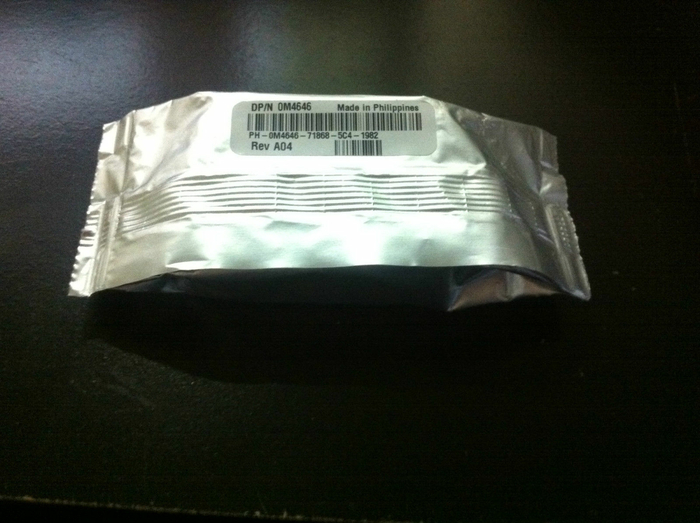 DP/N 0M4646 Made in Philippines
PH-0M4646-71868-5C4-1982
Rev A04